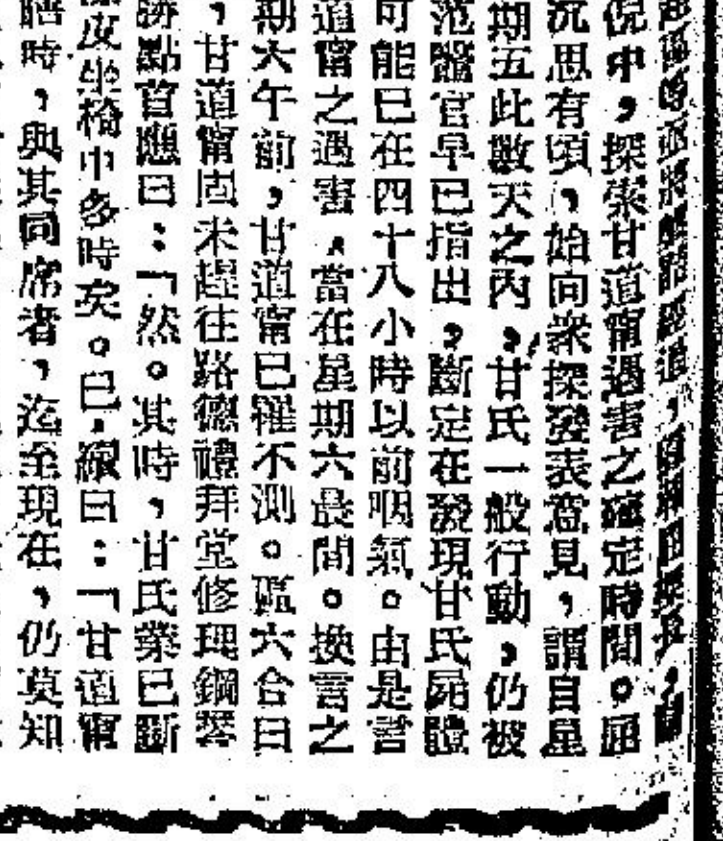 倪中，探索甘道甯遇害之確定時間。屈
沉思有頃，始向衆探發表意見，謂自星
期五此數天之內，甘氏一般行動，仍被
范醫官早已指出，斷定在發現甘氏屍體
可能已在四十八小時以前咽氣。由是言
道甯之遇害，當在星期六晨間。換言之
期六午前，甘道甯已罹不測。區六合曰
，甘道甯固未趕往路德禮拜堂修理鋼琴
點首應曰：「然。其時，甘氏業已斷
皮坐椅中多時矣。」已，續曰：「甘道甯
時，與其同席者，迄至現在，仍莫知